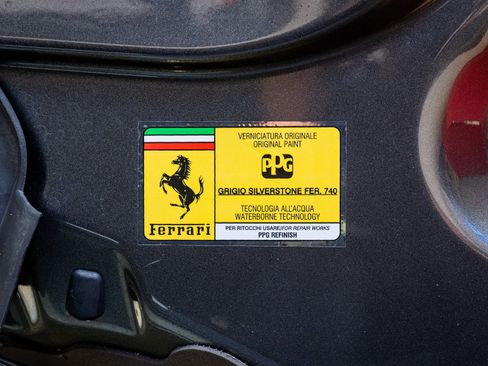 VERNICIATURA ORIGINALE
ORIGINAL PAINT
PPG
GRIGIO SILVERSTONE FER. 740
TECNOLOGIA ALL'ACQUA
WATERBORNE TECHNOLOGY
Ferrari
PER RITOCCHI USARE/FOR REPAIR WORKS
PPG REFINISH